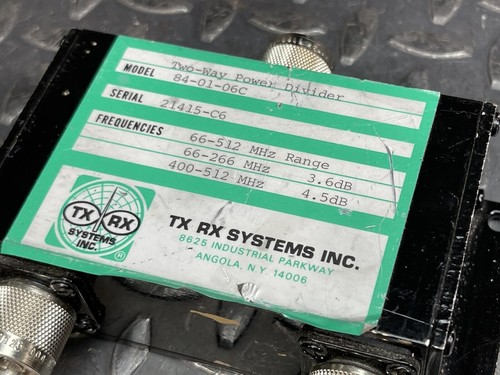 MODEL Two-Way Power Divider
84-01-06C
SERIAL 21415-C6
FREQUENCIES 66-512 MHz Range
66-266 MHz 3.6dB
400-512 MHz 4.5dB
TX RX
SYSTEMS
INC.
®
TX RX SYSTEMS INC.
8625 INDUSTRIAL PARKWAY
ANGOLA, N.Y. 14006